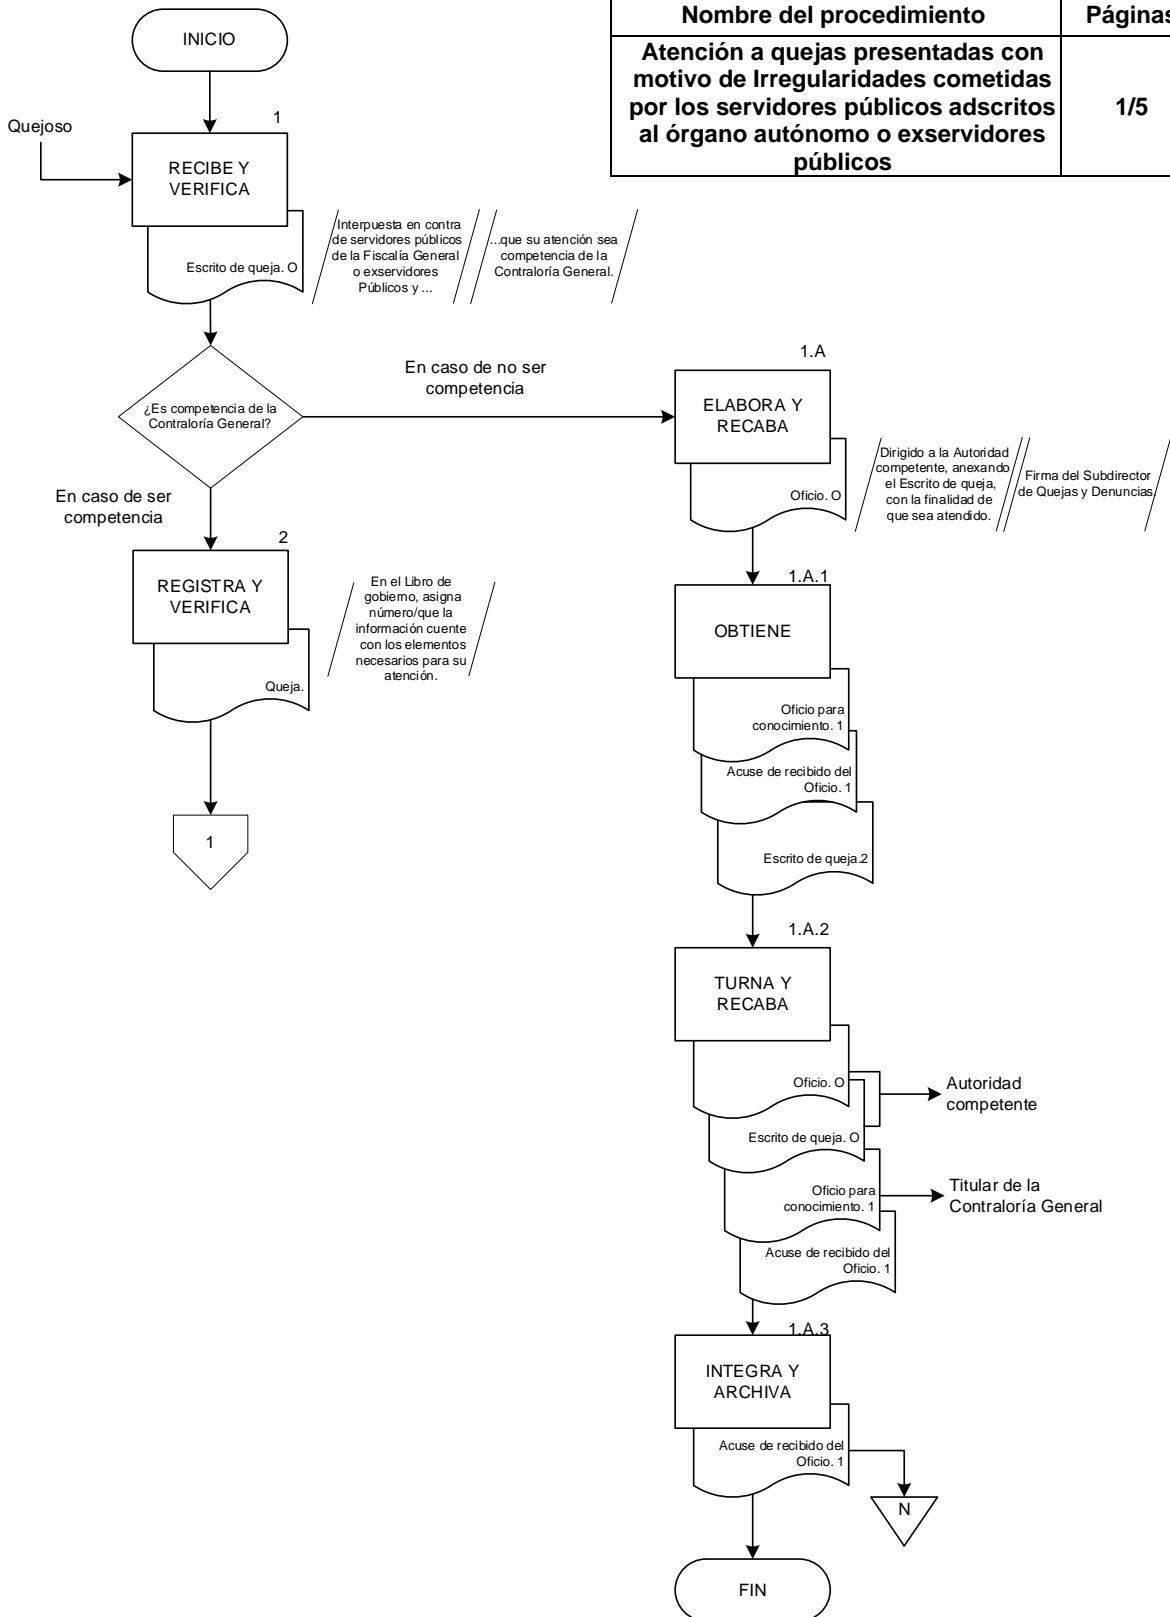 Nombre del procedimiento
Páginas
Atención a quejas presentadas con
motivo de Irregularidades cometidas
por los servidores públicos adscritos
al órgano autónomo o exservidores
públicos
1/5
INICIO
Quejoso
1
RECIBE Y
VERIFICA
Escrito de queja. O
Interpuesta en contra
de servidores públicos
de la Fiscalía General
o exservidores
Públicos y ...
...que su atención sea
competencia de la
Contraloría General.
¿Es competencia de la
Contraloría General?
En caso de no ser
competencia
En caso de ser
competencia
2
REGISTRA Y
VERIFICA
Queja.
En el Libro de
gobierno, asigna
número/que la
información cuente
con los elementos
necesarios para su
atención.
1
1.A
ELABORA Y
RECABA
Oficio. O
Dirigido a la Autoridad
competente, anexando
el Escrito de queja,
con la finalidad de
que sea atendido.
Firma del Subdirector
de Quejas y Denuncias.
1.A.1
OBTIENE
Oficio para
conocimiento. 1
Acuse de recibido del
Oficio. 1
Escrito de queja.2
1.A.2
TURNA Y
RECABA
Oficio. O
Escrito de queja. O
Autoridad
competente
Oficio para
conocimiento. 1
Titular de la
Contraloría General
Acuse de recibido del
Oficio. 1
1.A.3
INTEGRA Y
ARCHIVA
Acuse de recibido del
Oficio. 1
N
FIN